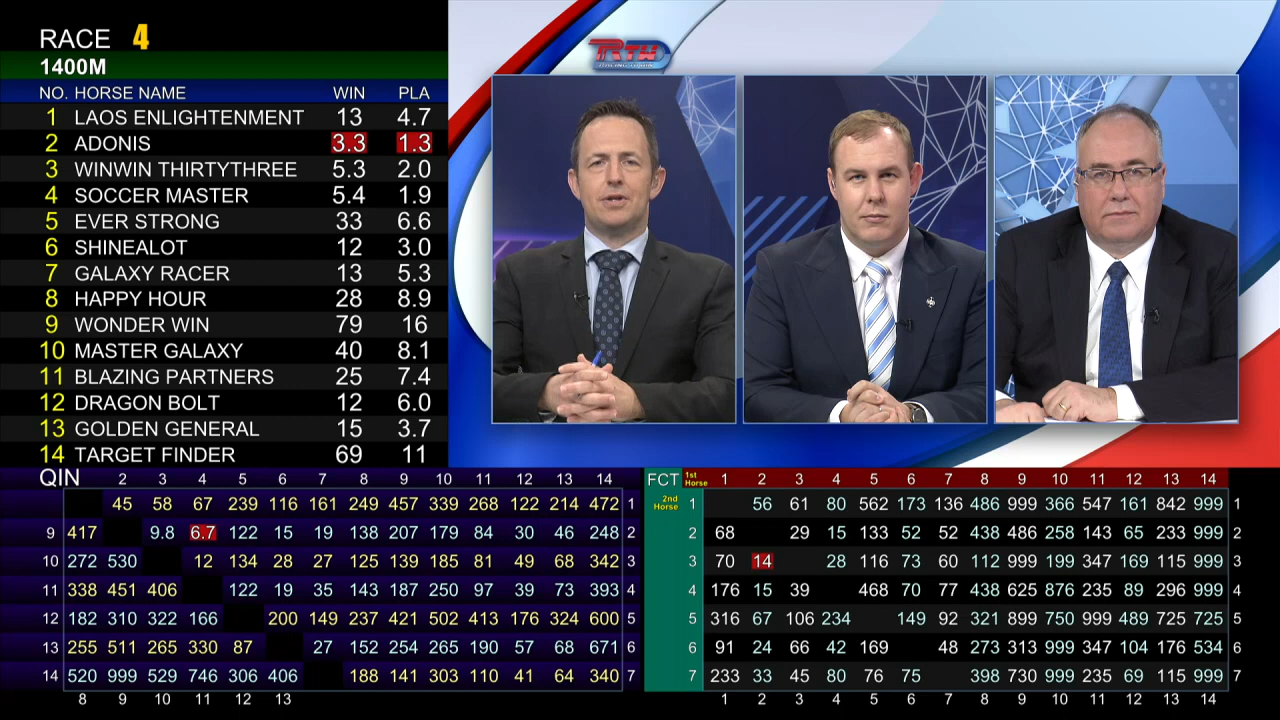 RACE 4
1400M
NO. HORSE NAME WIN PLA
1 LAOS ENLIGHTENMENT 13 4.7
2 ADONIS 3.3 1.3
3 WINWIN THIRTYTHREE 5.3 2.0
4 SOCCER MASTER 5.4 1.9
5 EVER STRONG 33 6.6
6 SHINEALOT 12 3.0
7 GALAXY RACER 13 5.3
8 HAPPY HOUR 28 8.9
9 WONDER WIN 79 16
10 MASTER GALAXY 40 8.1
11 BLAZING PARTNERS 25 7.4
12 DRAGON BOLT 12 6.0
13 GOLDEN GENERAL 15 3.7
14 TARGET FINDER 69 11
RTW
QIN 2 3 4 5 6 7 8 9 10 11 12 13 14
45 58 67 239 116 161 249 457 339 268 122 214 472 1
9 417 9.8 6.7 122 15 19 138 207 179 84 30 46 248 2
10 272 530 12 134 28 27 125 139 185 81 49 68 342 3
11 338 451 406 122 19 35 143 187 250 97 39 73 393 4
12 182 310 322 166 200 149 237 421 502 413 176 324 600 5
13 255 511 265 330 87 27 152 254 265 190 57 68 671 6
14 520 999 529 746 306 406 188 141 303 110 41 64 340 7
8 9 10 11 12 13
FCT 1st Horse 1 2 3 4 5 6 7 8 9 10 11 12 13 14
2nd Horse 1 56 61 80 562 173 136 486 999 366 547 161 842 999 1
2 68 29 15 133 52 52 438 486 258 143 65 233 999 2
3 70 14 28 116 73 60 112 999 199 347 169 115 999 3
4 176 15 39 468 70 77 438 625 876 235 89 296 999 4
5 316 67 106 234 149 92 321 899 750 999 489 725 725 5
6 91 24 66 42 169 48 273 313 999 347 104 176 534 6
7 233 33 45 80 76 75 398 730 999 235 69 115 999 7
1 2 3 4 5 6 7 8 9 10 11 12 13 14